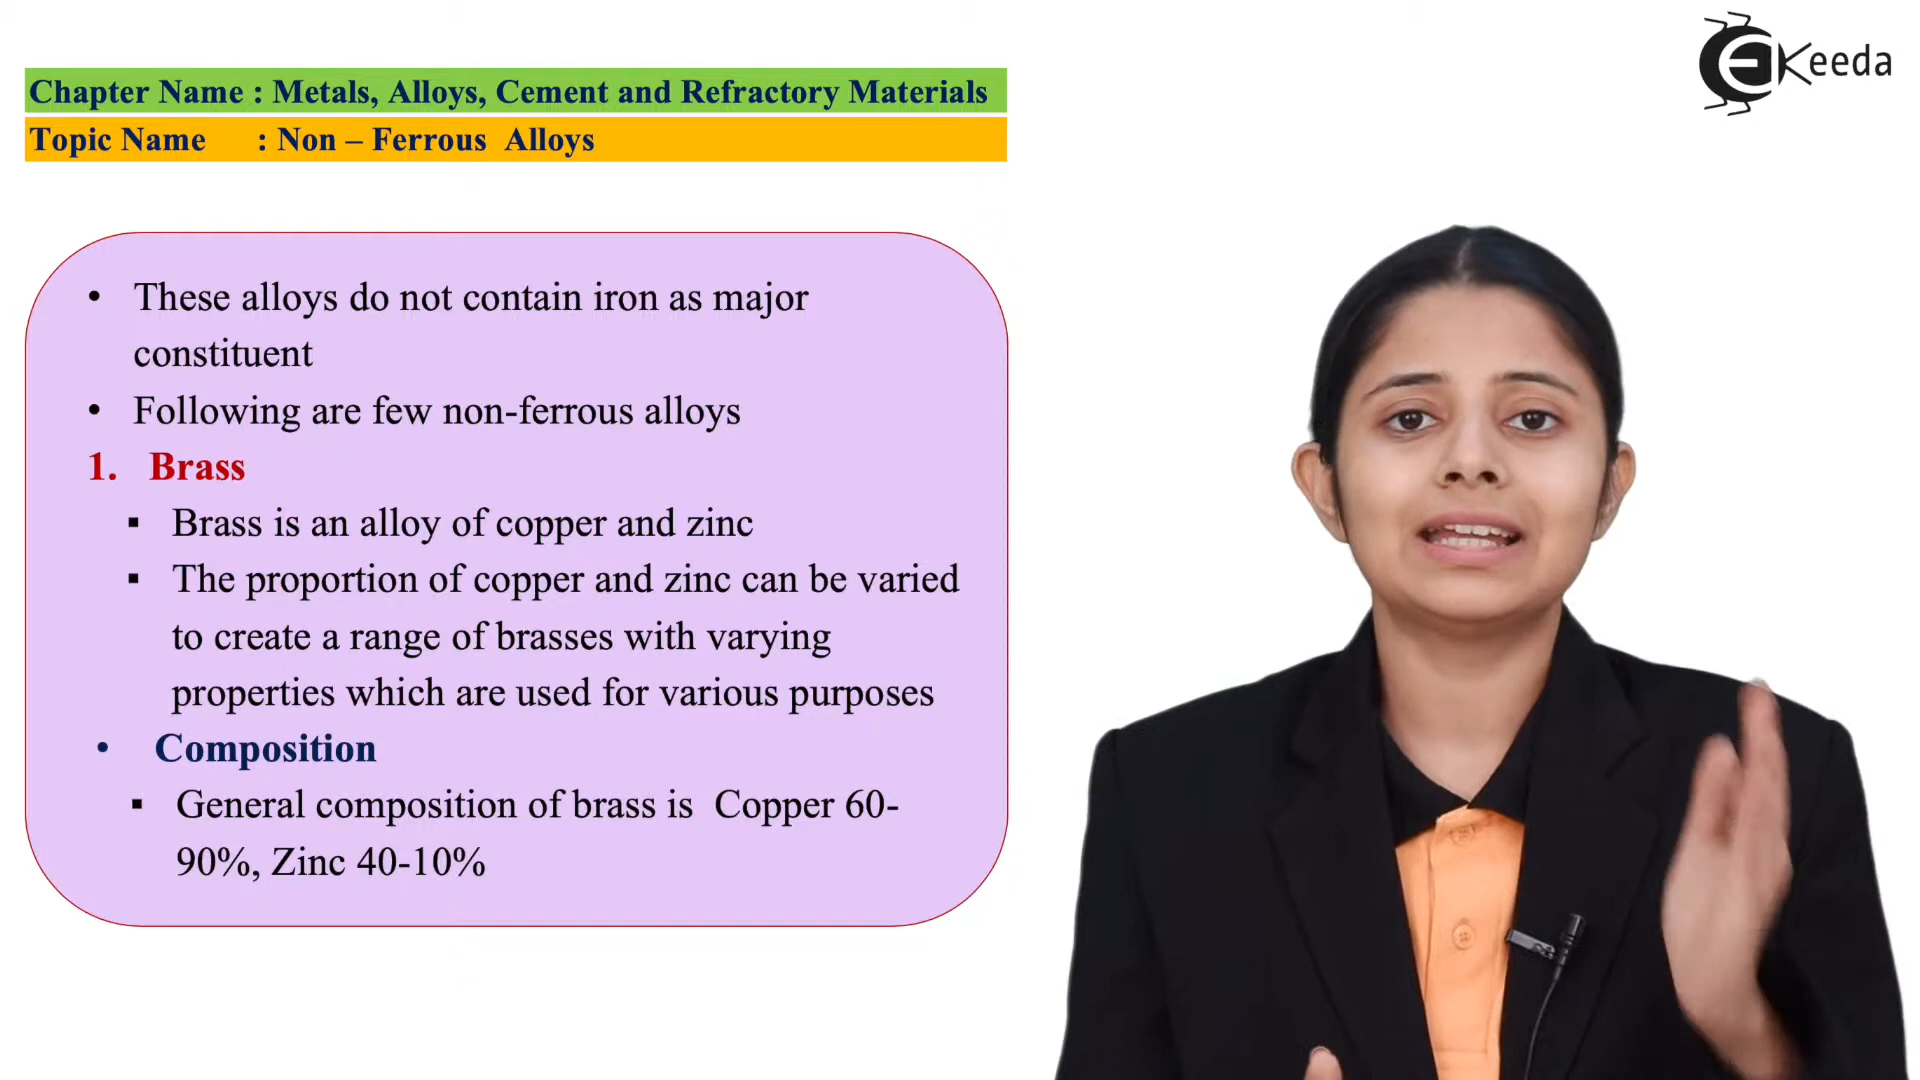 Keeda
Chapter Name : Metals, Alloys, Cement and Refractory Materials
Topic Name : Non – Ferrous Alloys
• These alloys do not contain iron as major
constituent
• Following are few non-ferrous alloys
1. Brass
▪ Brass is an alloy of copper and zinc
▪ The proportion of copper and zinc can be varied
to create a range of brasses with varying
properties which are used for various purposes
• Composition
▪ General composition of brass is Copper 60-
90%, Zinc 40-10%